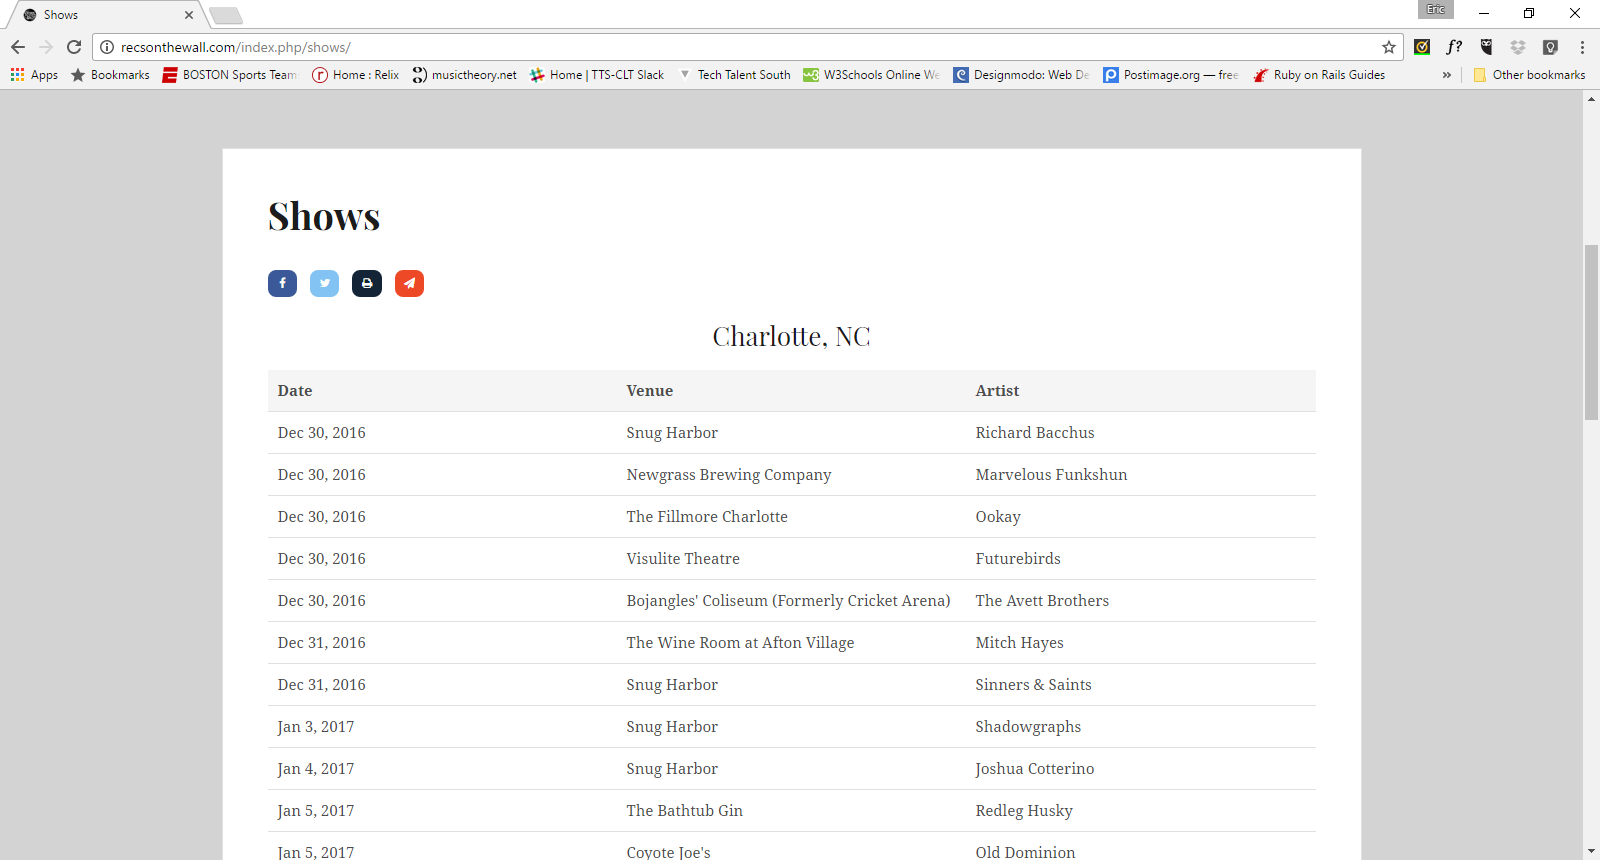 Shows
Eric
recsonthewall.com/index.php/shows/
f?
Apps Bookmarks BOSTON Sports Team Home : Relix musictheory.net Home | TTS-CLT Slack Tech Talent South W3Schools Online We Designmodo: Web De Postimage.org — free Ruby on Rails Guides » Other bookmarks
Shows
Charlotte, NC
Date Venue Artist
Dec 30, 2016 Snug Harbor Richard Bacchus
Dec 30, 2016 Newgrass Brewing Company Marvelous Funkshun
Dec 30, 2016 The Fillmore Charlotte Ookay
Dec 30, 2016 Visulite Theatre Futurebirds
Dec 30, 2016 Bojangles' Coliseum (Formerly Cricket Arena) The Avett Brothers
Dec 31, 2016 The Wine Room at Afton Village Mitch Hayes
Dec 31, 2016 Snug Harbor Sinners & Saints
Jan 3, 2017 Snug Harbor Shadowgraphs
Jan 4, 2017 Snug Harbor Joshua Cotterino
Jan 5, 2017 The Bathtub Gin Redleg Husky
Jan 5, 2017 Coyote Joe's Old Dominion